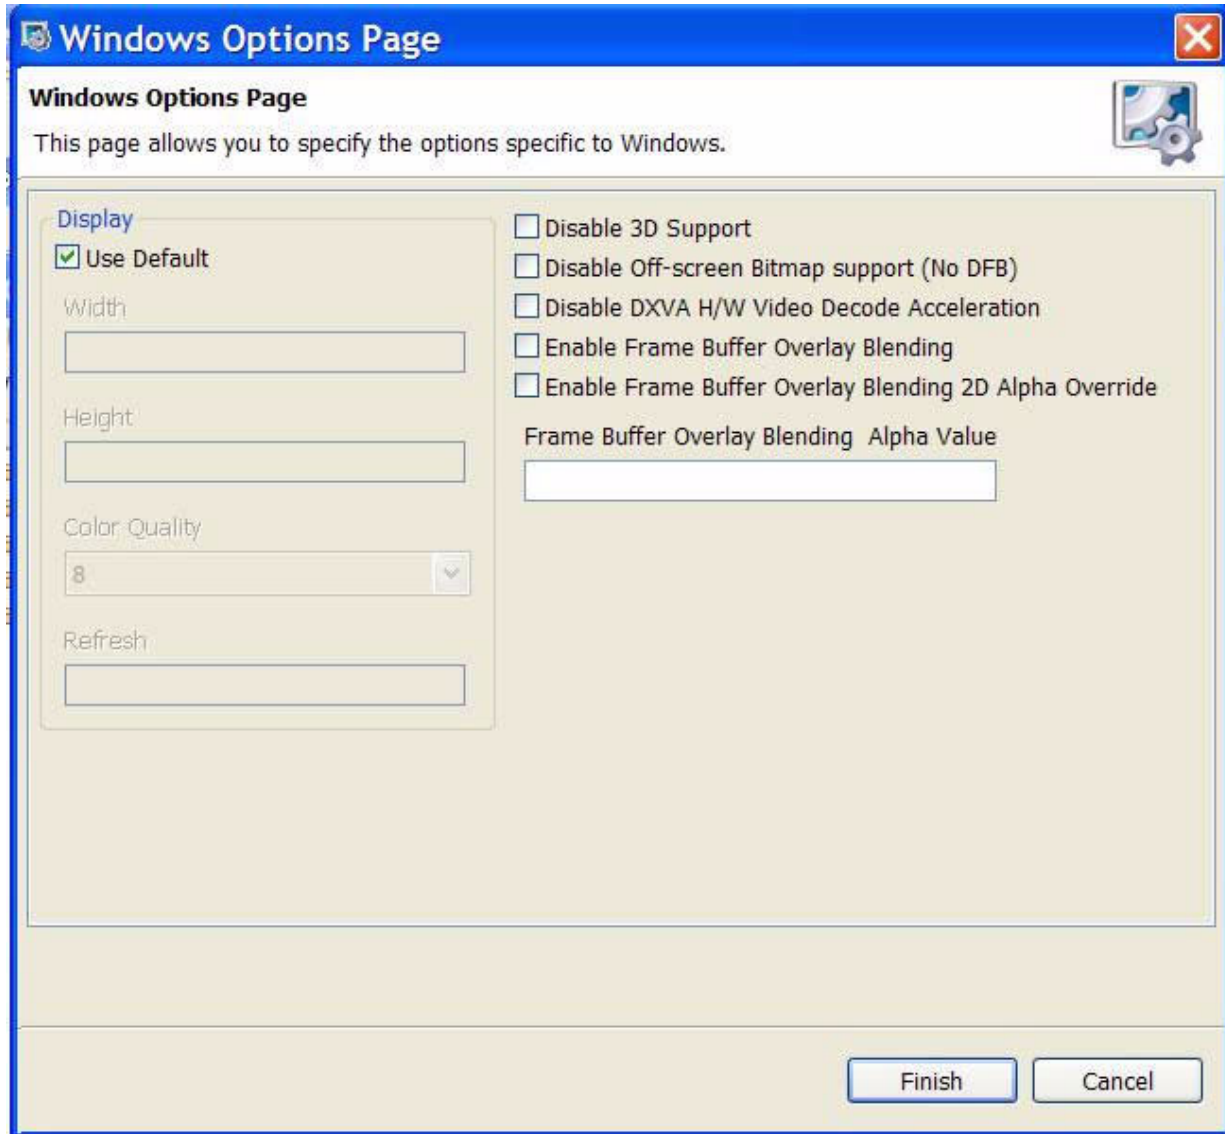 Windows Options Page
Windows Options Page
This page allows you to specify the options specific to Windows.
Display
Use Default
Width
Height
Color Quality
8
Refresh
Disable 3D Support
Disable Off-screen Bitmap support (No DFB)
Disable DXVA H/W Video Decode Acceleration
Enable Frame Buffer Overlay Blending
Enable Frame Buffer Overlay Blending 2D Alpha Override
Frame Buffer Overlay Blending  Alpha Value
Finish
Cancel